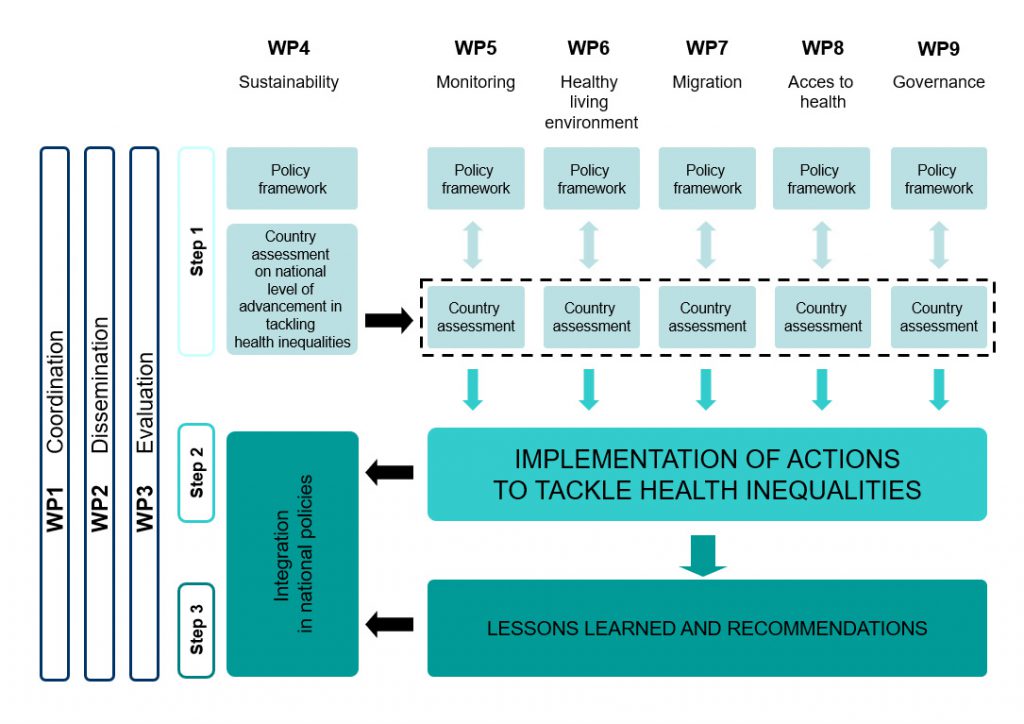 WP4
WP5
WP6
WP7
WP8
WP9
Sustainability
Monitoring
Healthy
living
environment
Migration
Acces to
health
Governance
WP1 Coordination
WP2 Dissemination
WP3 Evaluation
Step 1
Policy
framework
Policy
framework
Policy
framework
Policy
framework
Policy
framework
Policy
framework
Country
assessment
on national
level of
advancement in
tackling
health inequalities
Country
assessment
Country
assessment
Country
assessment
Country
assessment
Country
assessment
Step 2
Integration
in national policies
IMPLEMENTATION OF ACTIONS
TO TACKLE HEALTH INEQUALITIES
Step 3
LESSONS LEARNED AND RECOMMENDATIONS